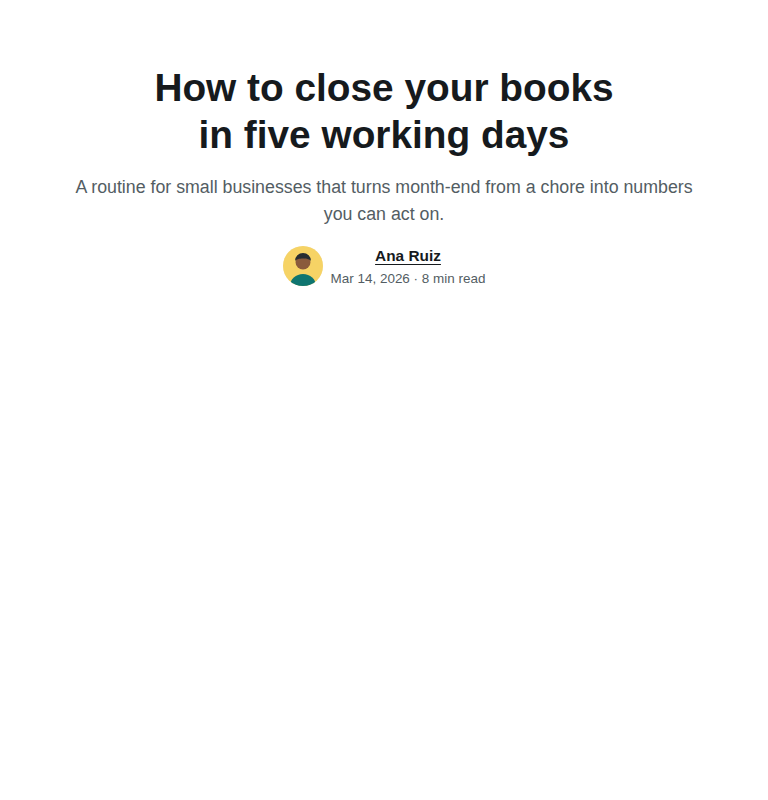 How to close your books
in five working days
A routine for small businesses that turns month-end from a chore into numbers
you can act on.
Ana Ruiz
Mar 14, 2026 · 8 min read